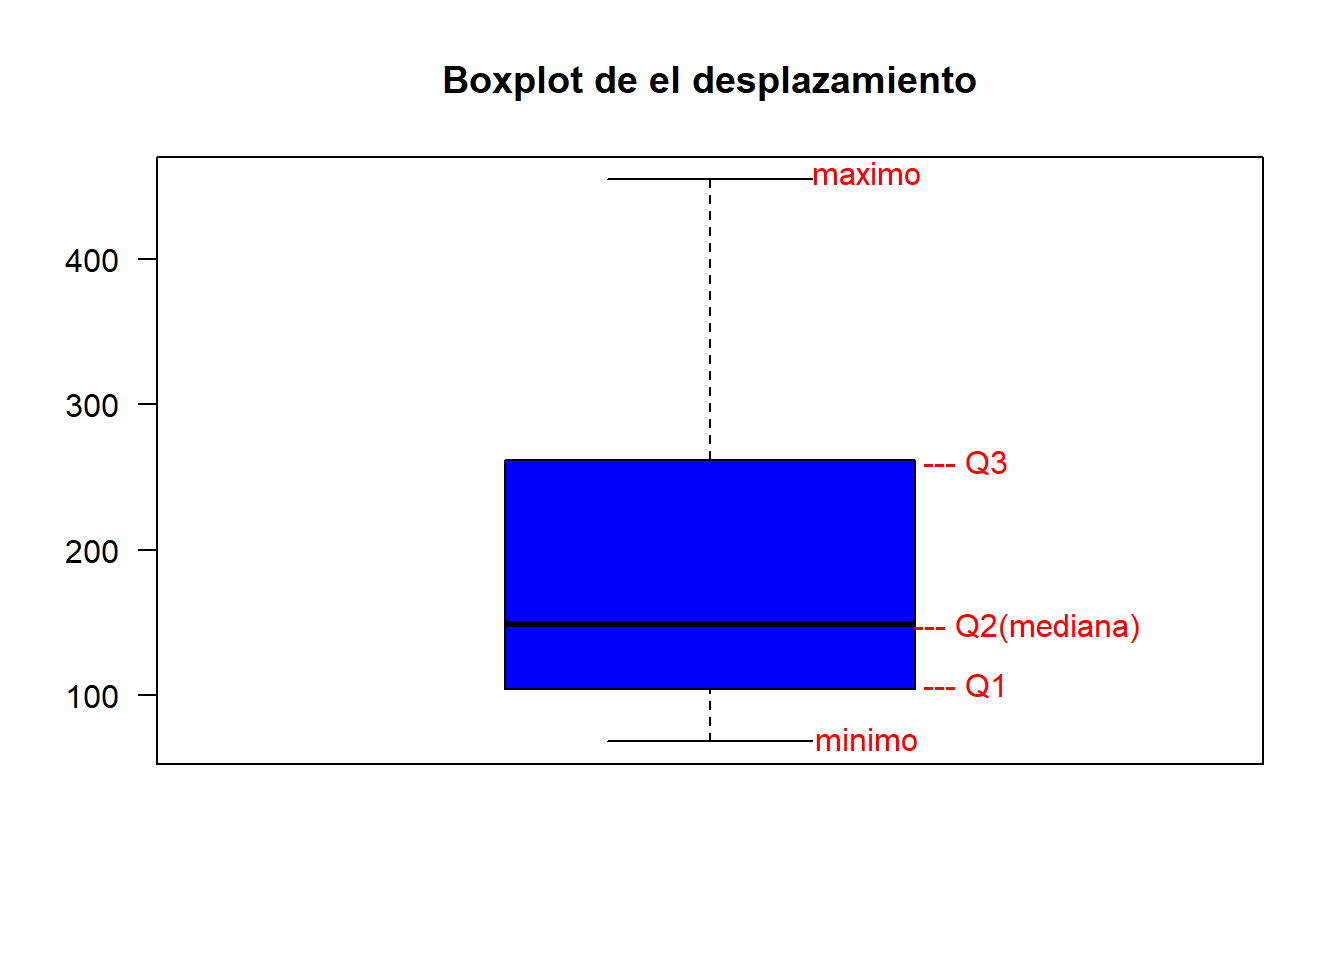 Boxplot de el desplazamiento
maximo
400
300
--- Q3
200
--- Q2(mediana)
--- Q1
100
minimo